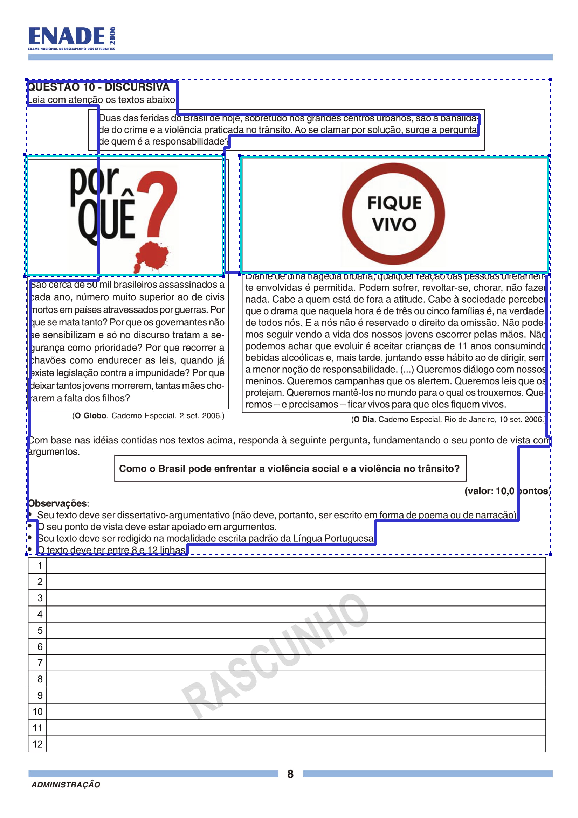 ENADE
2006
QUESTÃO 10 - DISCURSIVA
Leia com atenção os textos abaixo
Duas das feridas do Brasil de hoje, sobretudo nos grandes centros urbanos, são a banalida-
de do crime e a violência praticada no trânsito. Ao se clamar por solução, surge a pergunta
de quem é a responsabilidade?
por
QUÊ?
São cerca de 50 mil brasileiros assassinados a
cada ano, número muito superior ao de civis
mortos em países atravessados por guerras. Por
que se mata tanto? Por que os governantes não
se sensibilizam e só no discurso tratam a se-
gurança como prioridade? Por que recorrer a
chavões como endurecer as leis, quando já
existe legislação contra a impunidade? Por que
deixar tantos jovens morrerem, tantas mães cho-
rarem a falta dos filhos?
(O Globo. Caderno Especial. 2 set. 2006.)
FIQUE
VIVO
Diante de uma tragédia urbana, qualquer reação das pessoas diretamen-
te envolvidas é permitida. Podem sofrer, revoltar-se, chorar, não fazer
nada. Cabe a quem está de fora a atitude. Cabe à sociedade perceber
que o drama que naquela hora é de três ou cinco famílias é, na verdade,
de todos nós. E a nós não é reservado o direito da omissão. Não pode-
mos seguir vendo a vida dos nossos jovens escorrer pelas mãos. Não
podemos achar que evoluir é aceitar crianças de 11 anos consumindo
bebidas alcoólicas e, mais tarde, juntando esse hábito ao de dirigir, sem
a menor noção de responsabilidade. (...) Queremos diálogo com nossos
meninos. Queremos campanhas que os alertem. Queremos leis que os
protejam. Queremos mantê-los no mundo para o qual os trouxemos. Que-
remos – e precisamos – ficar vivos para que eles fiquem vivos.
(O Dia. Caderno Especial. Rio de Janeiro, 10 set. 2006.
Com base nas idéias contidas nos textos acima, responda à seguinte pergunta, fundamentando o seu ponto de vista com
argumentos.
Como o Brasil pode enfrentar a violência social e a violência no trânsito?
(valor: 10,0 pontos
Observações:
• Seu texto deve ser dissertativo-argumentativo (não deve, portanto, ser escrito em forma de poema ou de narração)
• O seu ponto de vista deve estar apoiado em argumentos.
• Seu texto deve ser redigido na modalidade escrita padrão da Língua Portuguesa
• O texto deve ter entre 8 e 12 linhas
1
2
3
4
5
6
7
8
9
10
11
12
RASCUNHO
8
ADMINISTRAÇÃO